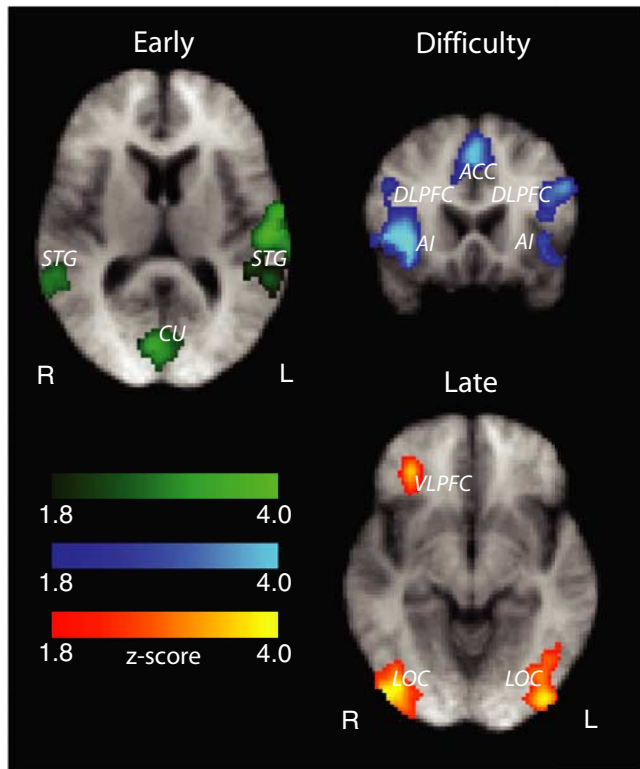 Early
Difficulty
ACC
DLPFC DLPFC
AI AI
STG STG
CU
R L
Late
VLPFC
1.8 4.0
1.8 4.0
1.8 z-score 4.0
LOC LOC
R L